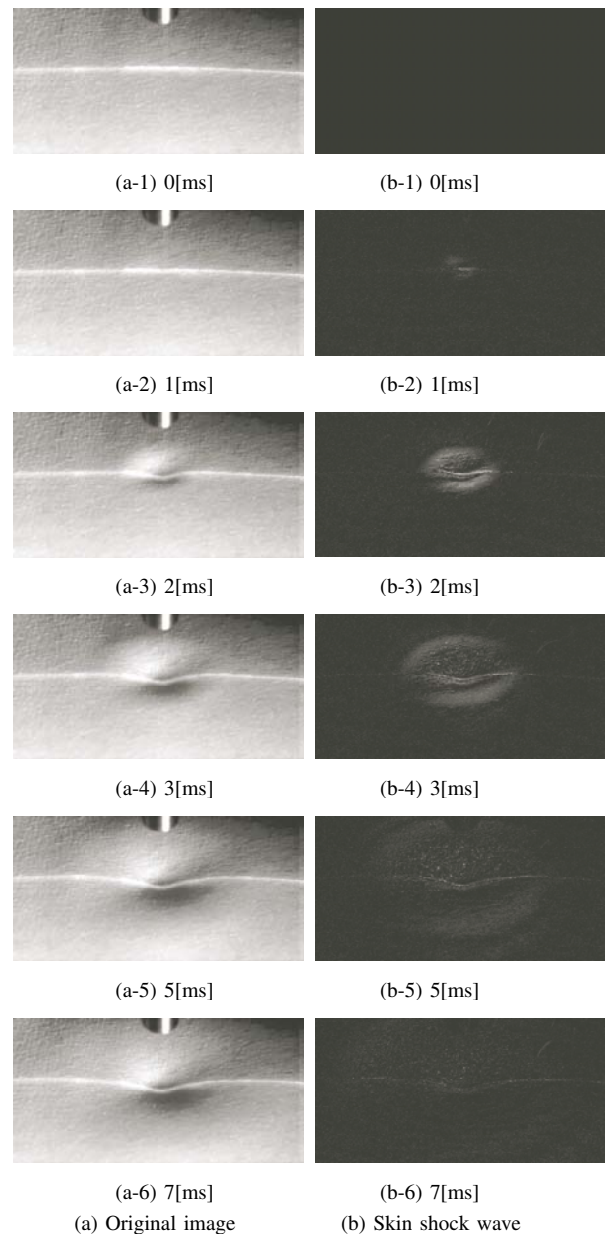 (a-1) 0[ms] (b-1) 0[ms]
(a-2) 1[ms] (b-2) 1[ms]
(a-3) 2[ms] (b-3) 2[ms]
(a-4) 3[ms] (b-4) 3[ms]
(a-5) 5[ms] (b-5) 5[ms]
(a-6) 7[ms] (b-6) 7[ms]
(a) Original image (b) Skin shock wave